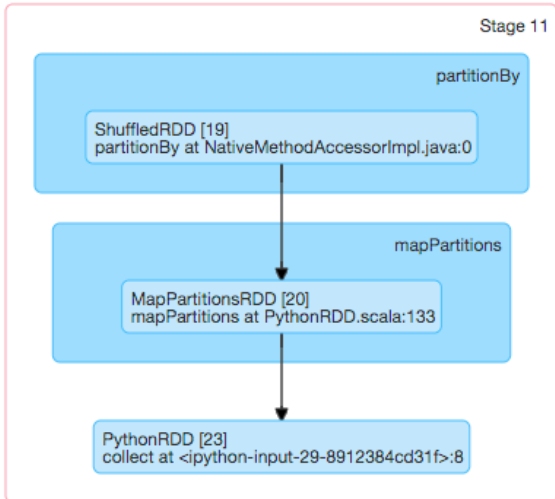 Stage 11
partitionBy
ShuffledRDD [19]
partitionBy at NativeMethodAccessorImpl.java:0
mapPartitions
MapPartitionsRDD [20]
mapPartitions at PythonRDD.scala:133
PythonRDD [23]
collect at <ipython-input-29-8912384cd31f>:8